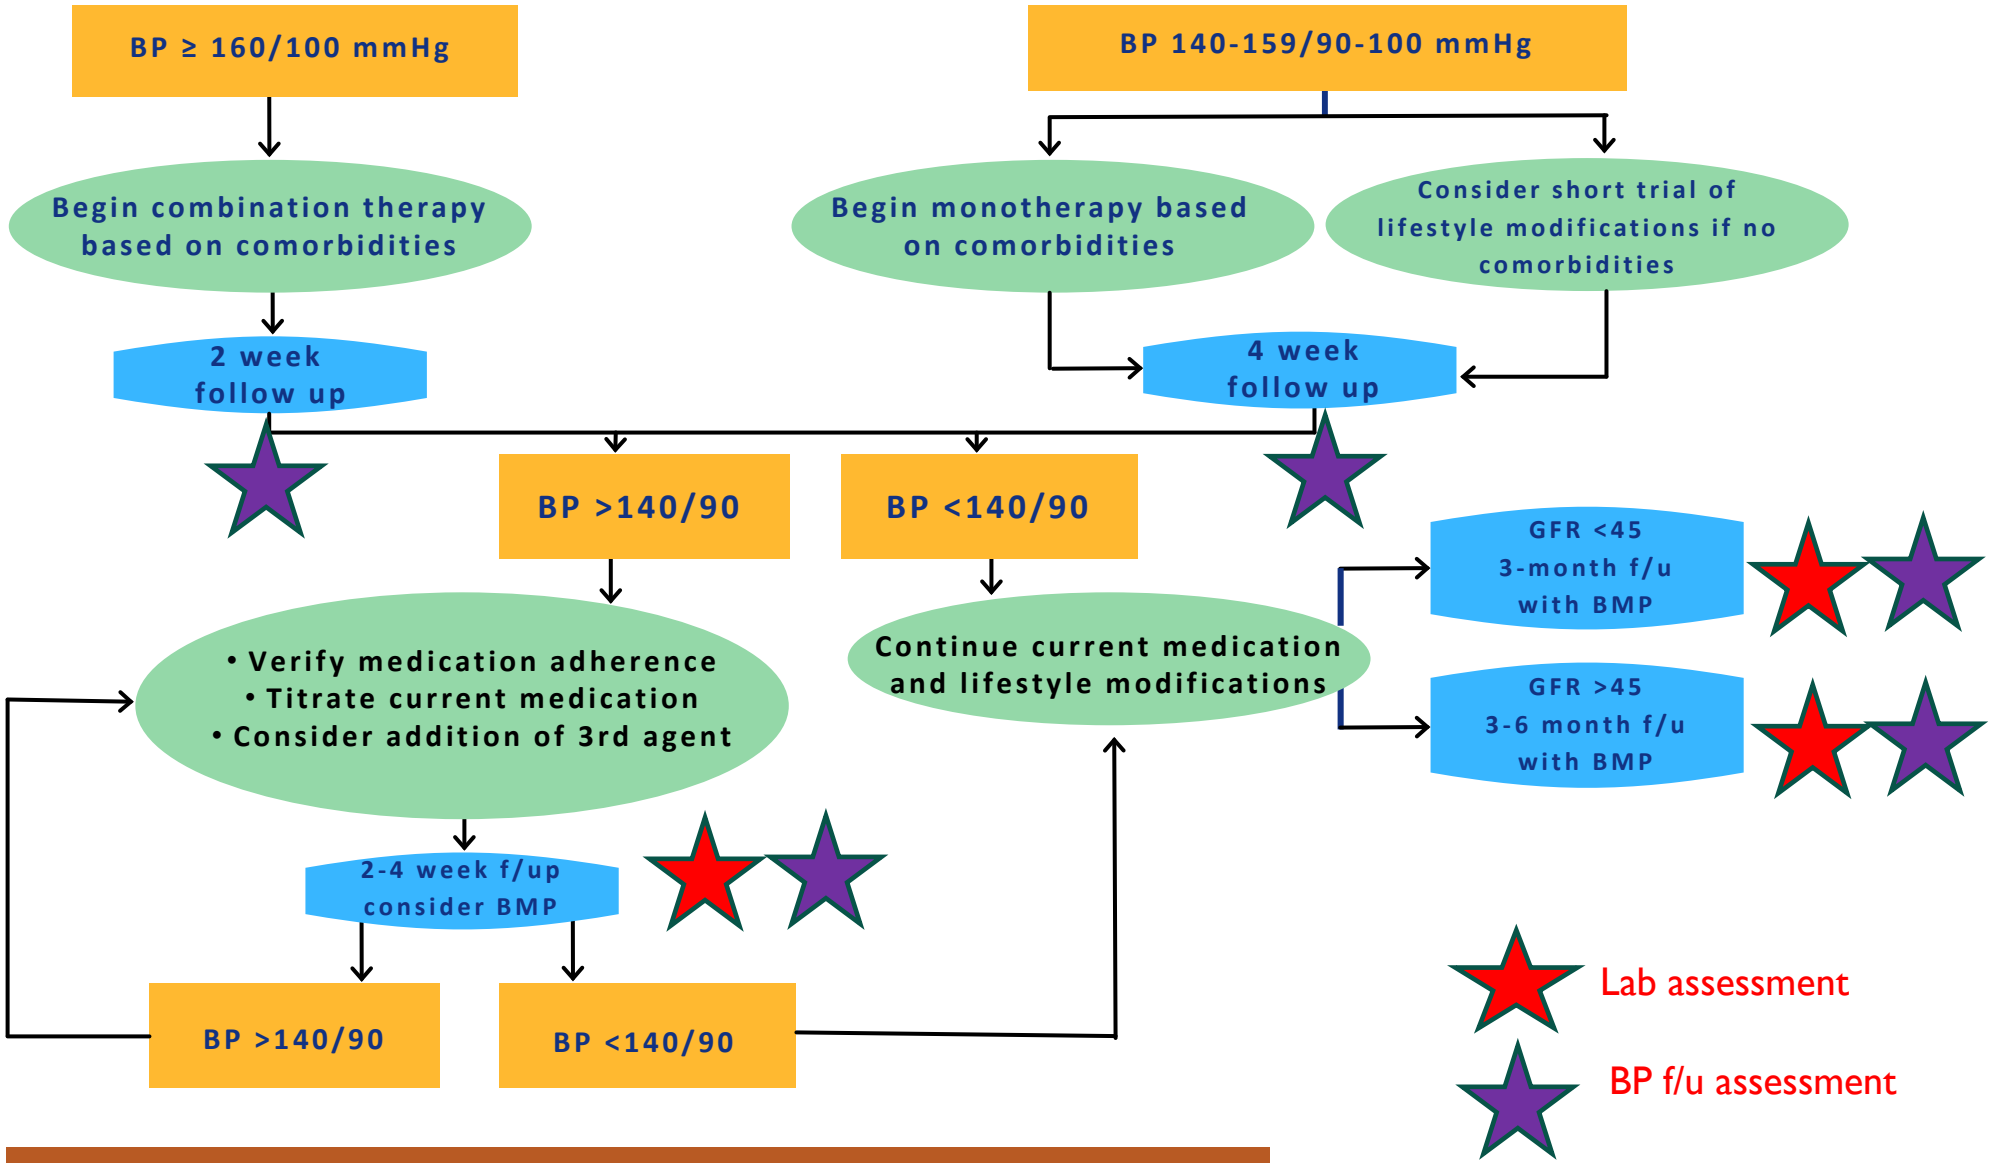 BP ≥ 160/100 mmHg
BP 140-159/90-100 mmHg
Begin combination therapy
based on comorbidities
Begin monotherapy based
on comorbidities
Consider short trial of
lifestyle modifications if no
comorbidities
2 week
follow up
4 week
follow up
BP >140/90
BP <140/90
GFR <45
3-month f/u
with BMP
• Verify medication adherence
• Titrate current medication
• Consider addition of 3rd agent
Continue current medication
and lifestyle modifications
GFR >45
3-6 month f/u
with BMP
2-4 week f/up
consider BMP
BP >140/90
BP <140/90
Lab assessment
BP f/u assessment